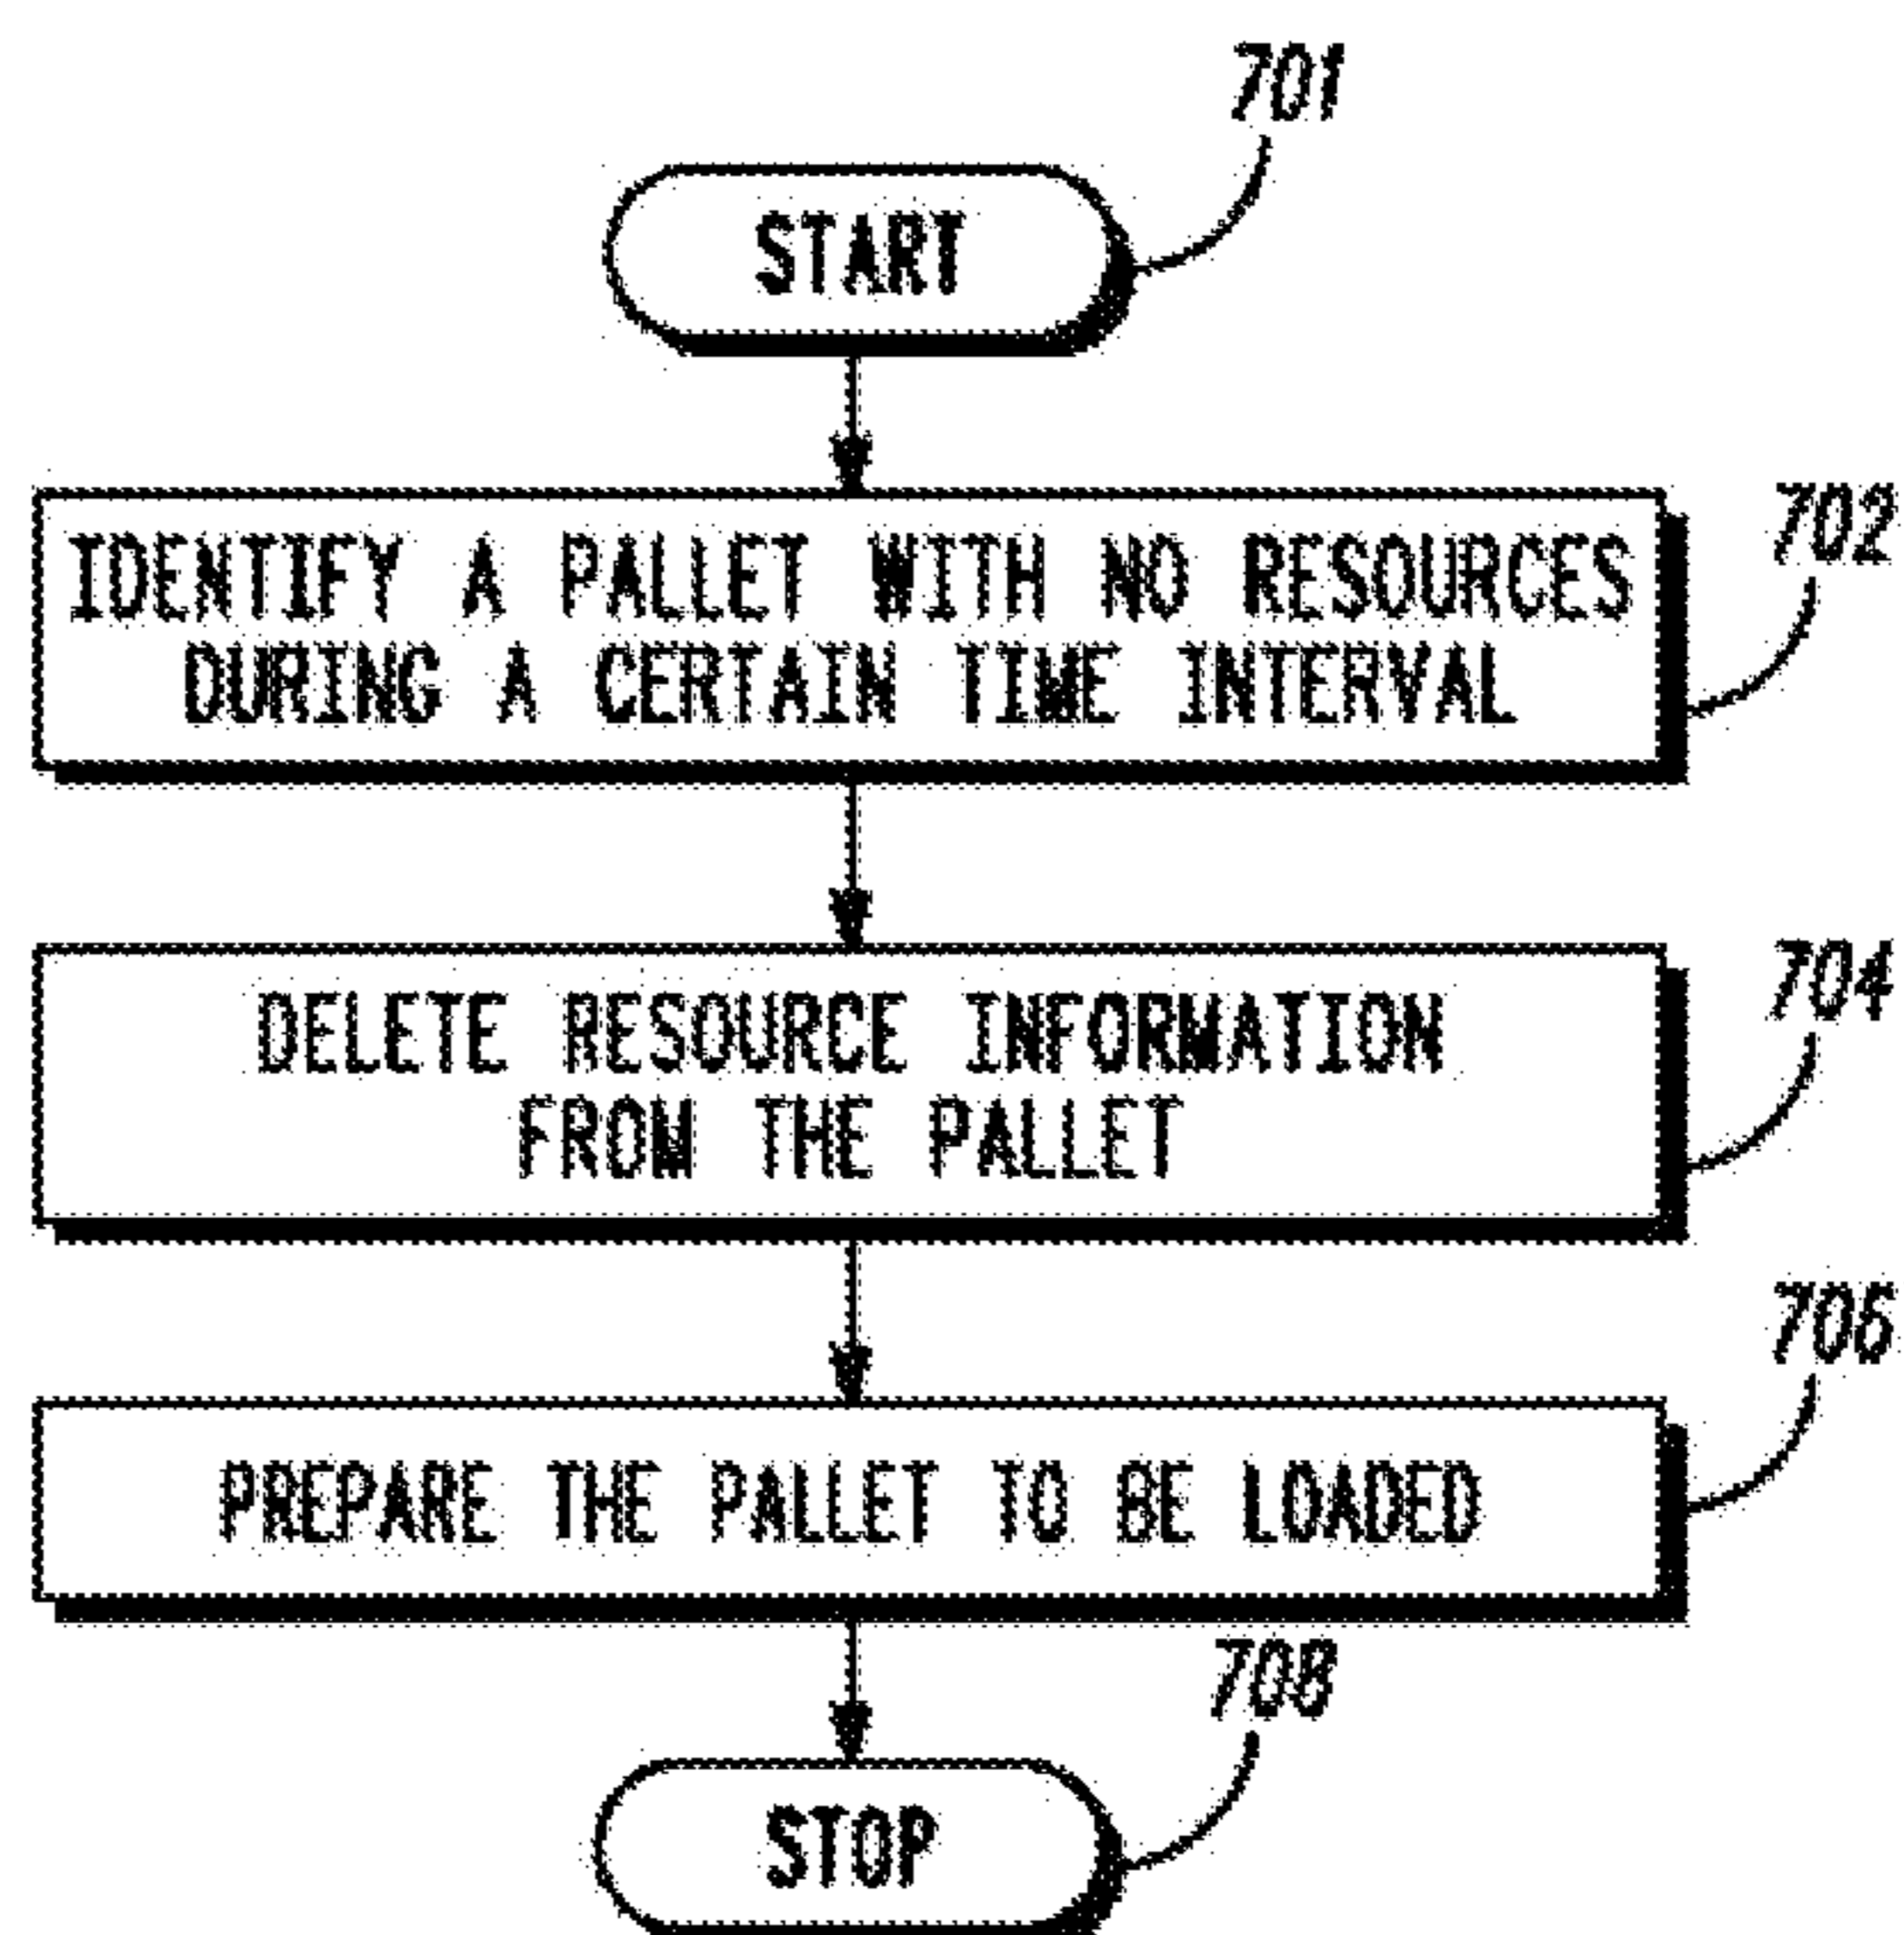 701
START
702
IDENTIFY A PALLET WITH NO RESOURCES
DURING A CERTAIN TIME INTERVAL
704
DELETE RESOURCE INFORMATION
FROM THE PALLET
706
PREPARE THE PALLET TO BE LOADED
708
STOP